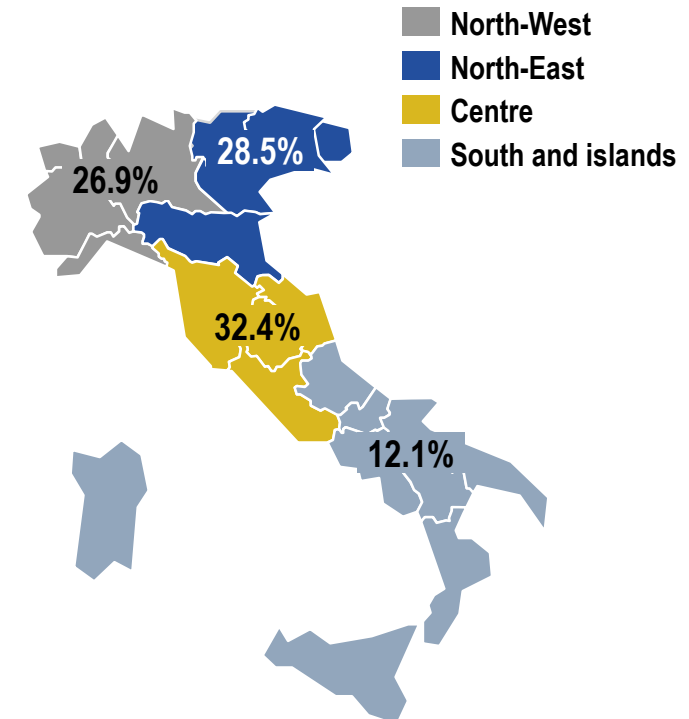 North-West
North-East
Centre
South and islands
28.5%
26.9%
32.4%
12.1%